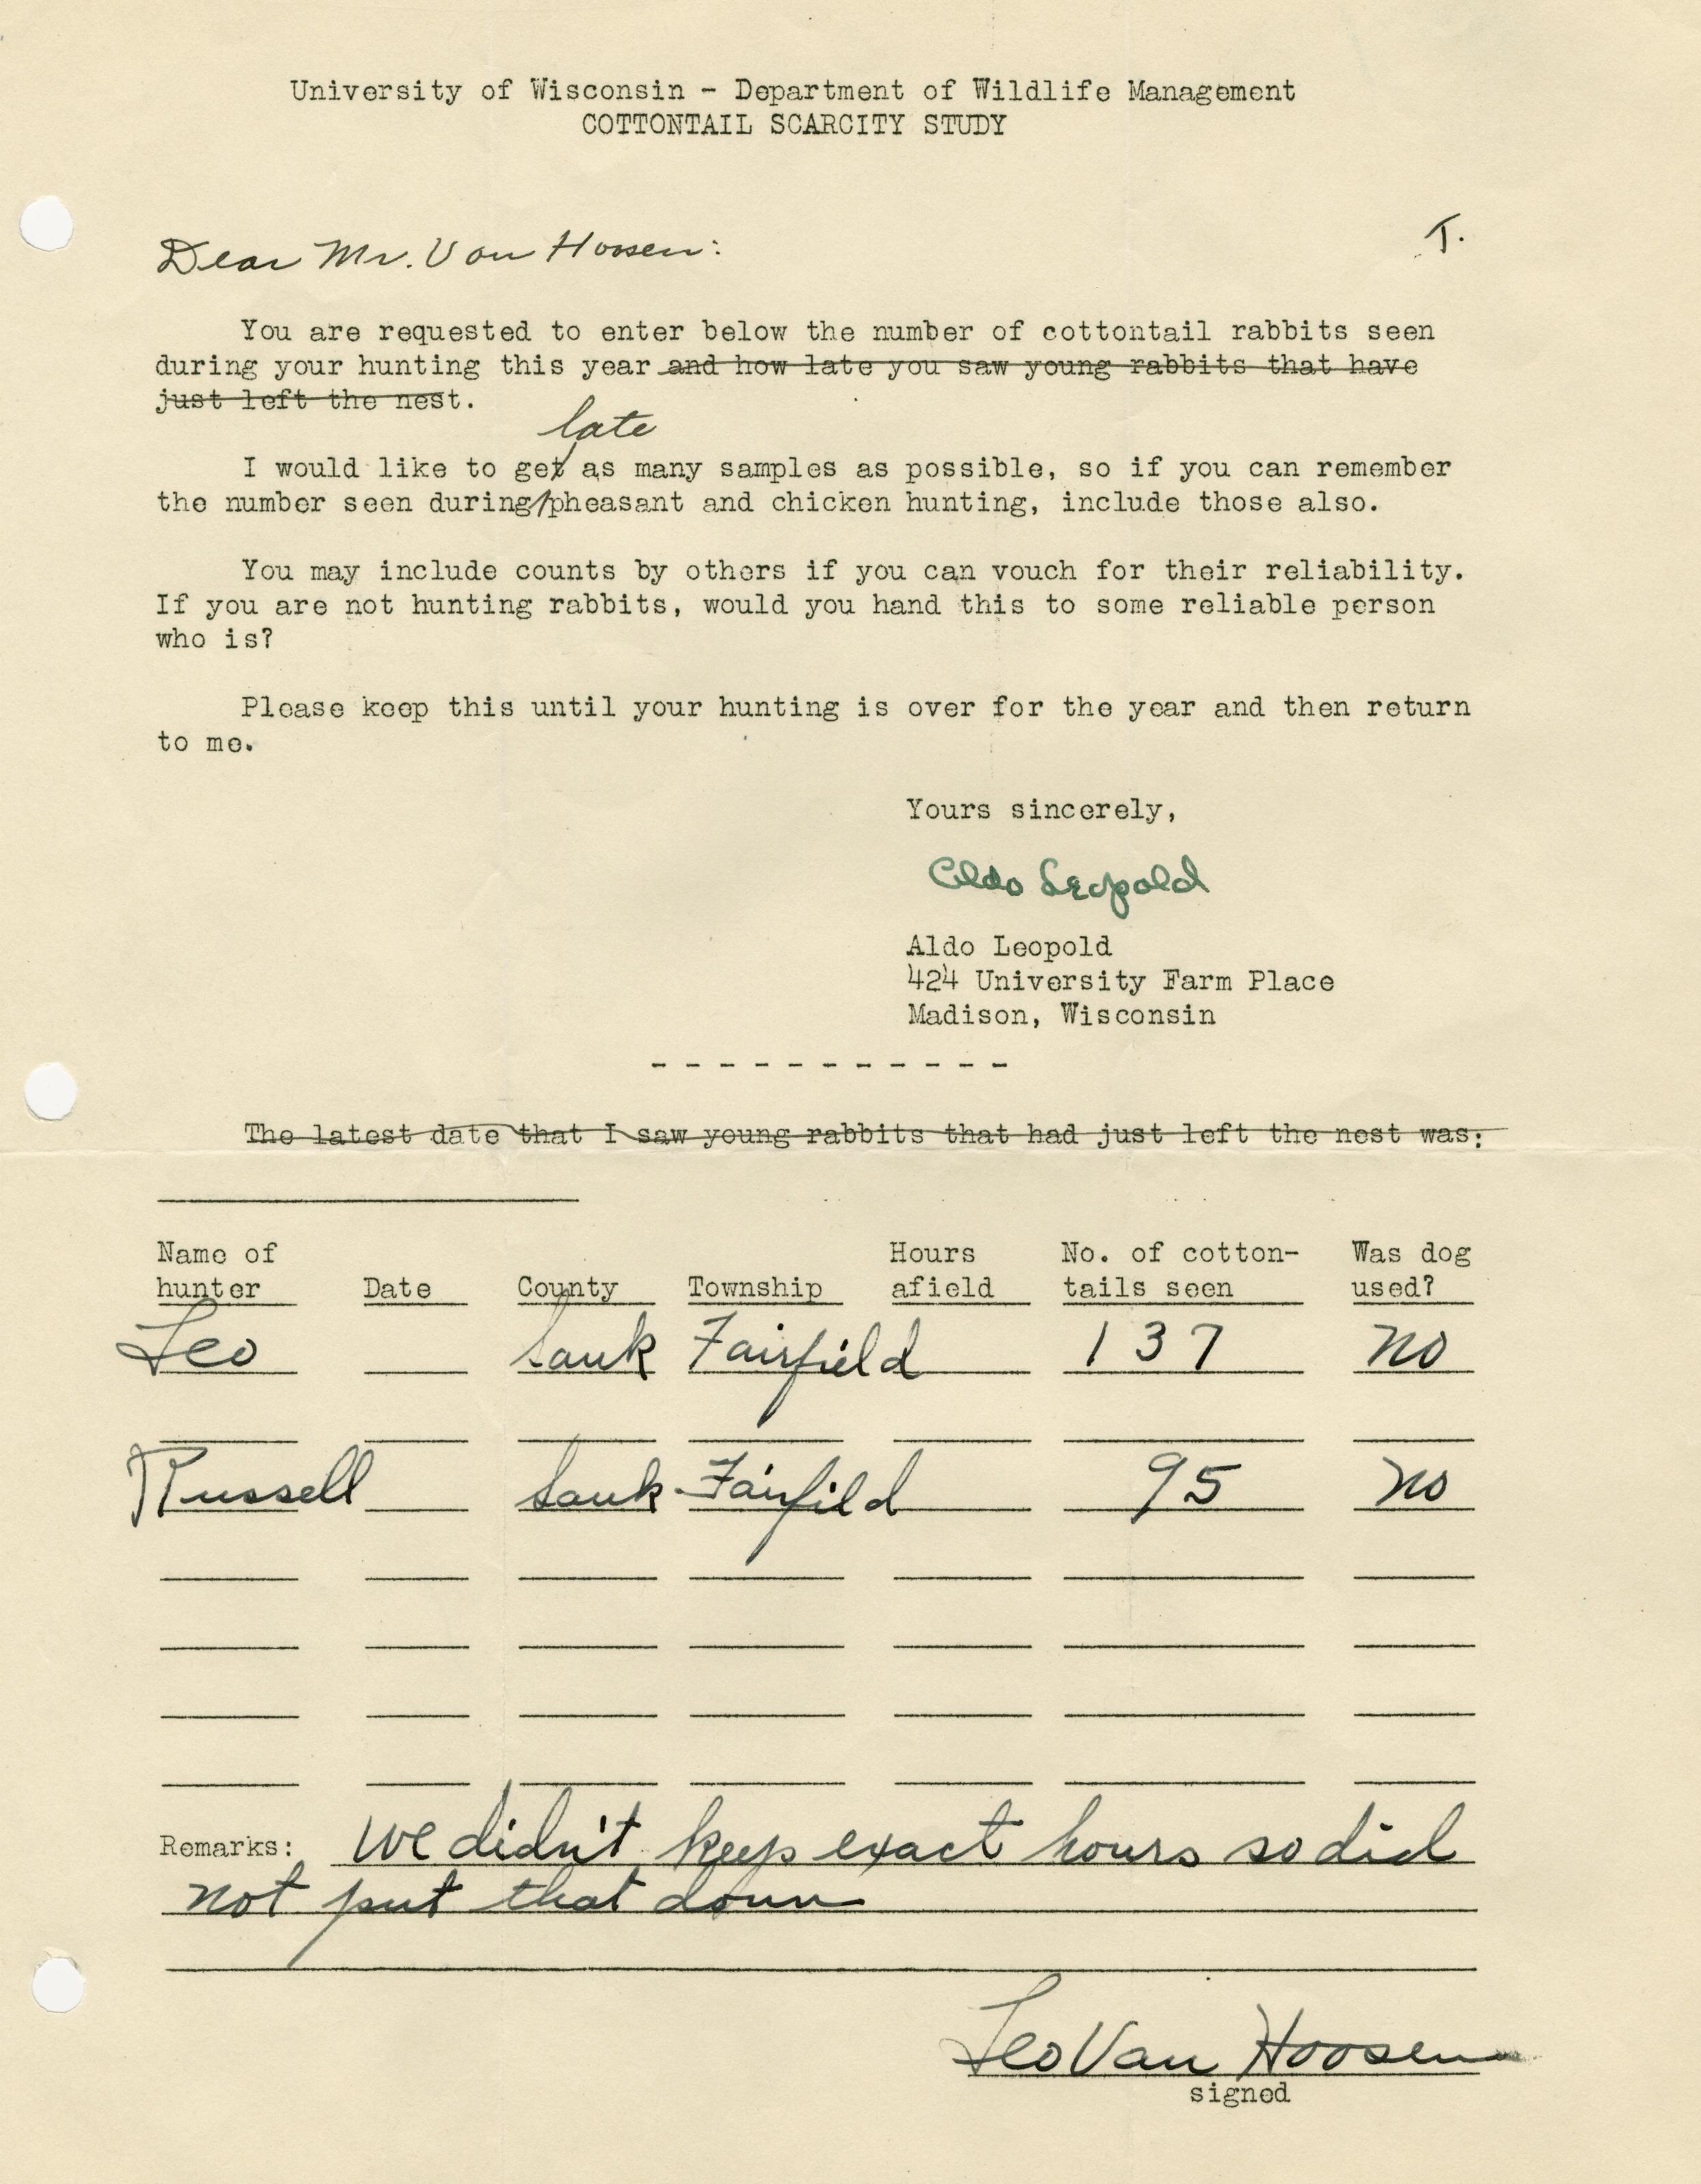 University of Wisconsin - Department of Wildlife Management
COTTONTAIL SCARCITY STUDY
T.
Dear Mr. Van Hoosen:
You are requested to enter below the number of cottontail rabbits seen
during your hunting this year and how late you saw young rabbits that have
just left the nest.
late
I would like to get as many samples as possible, so if you can remember
the number seen during/pheasant and chicken hunting, include those also.
You may include counts by others if you can vouch for their reliability.
If you are not hunting rabbits, would you hand this to some reliable person
who is?
Please keep this until your hunting is over for the year and then return
to me.
Yours sincerely,
Aldo Leopold
Aldo Leopold
424 University Farm Place
Madison, Wisconsin
- - - - - - - - - - -
The latest date that I saw young rabbits that had just left the nest was:
Name of Hours No. of cotton- Was dog
hunter Date County Township afield tails seen used?
Leo Sauk Fairfield 137 no
Russell Sauk - Fairfild 95 no
Remarks: We didn't keep exact hours so did
not put that down
Leo Van Hoosen
signed